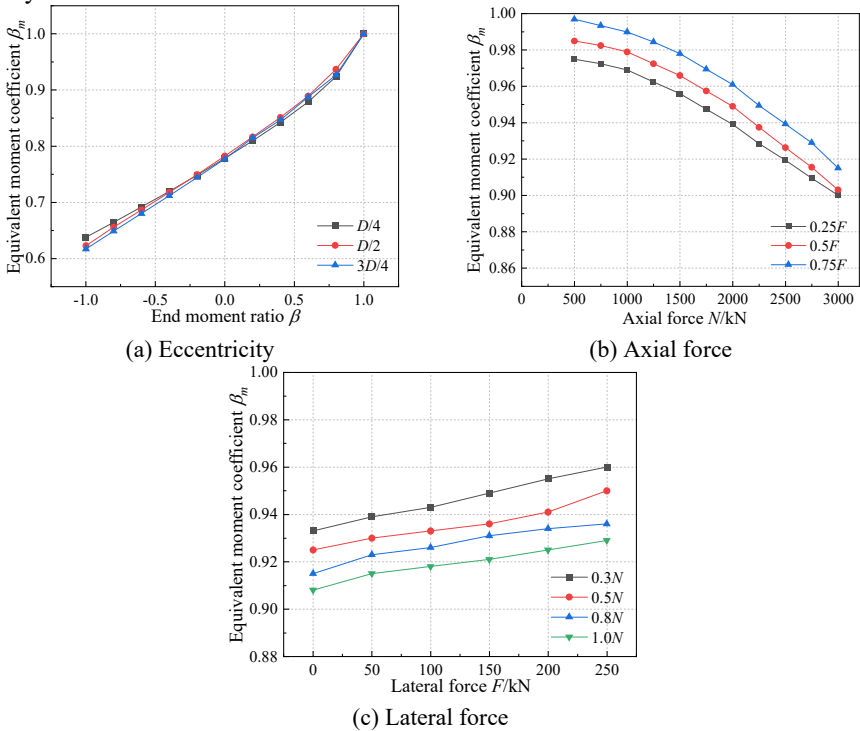 Equivalent moment coefficient βm
1.0
0.9
0.8
0.7
0.6
D/4
D/2
3D/4
-1.0 -0.5 0.0 0.5 1.0
End moment ratio β
(a) Eccentricity
Equivalent moment coefficient βm
1.00
0.98
0.96
0.94
0.92
0.90
0.88
0.86
0.25F
0.5F
0.75F
0 500 1000 1500 2000 2500 3000
Axial force N/kN
(b) Axial force
Equivalent moment coefficient βm
1.00
0.96
0.94
0.92
0.90
0.88
0.3N
0.5N
0.8N
1.0N
0 50 100 150 200 250
Lateral force F/kN
(c) Lateral force